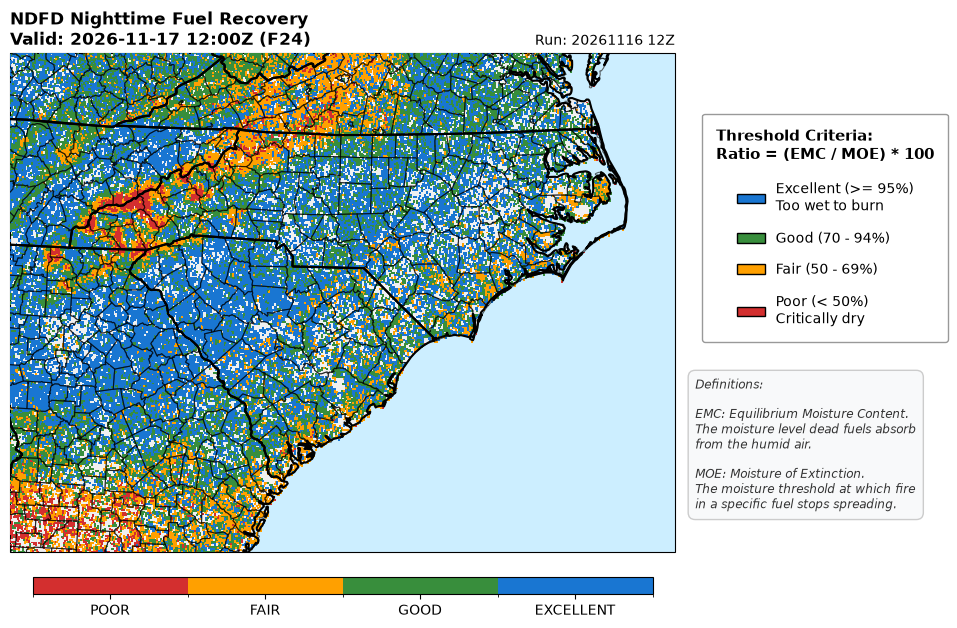 NDFD Nighttime Fuel Recovery
Valid: 2026-11-17 12:00Z (F24)
Run: 20261116 12Z
Threshold Criteria:
Ratio = (EMC / MOE) * 100
Excellent (>= 95%)
Too wet to burn
Good (70 - 94%)
Fair (50 - 69%)
Poor (< 50%)
Critically dry
Definitions:
EMC: Equilibrium Moisture Content.
The moisture level dead fuels absorb
from the humid air.
MOE: Moisture of Extinction.
The moisture threshold at which fire
in a specific fuel stops spreading.
POOR
FAIR
GOOD
EXCELLENT